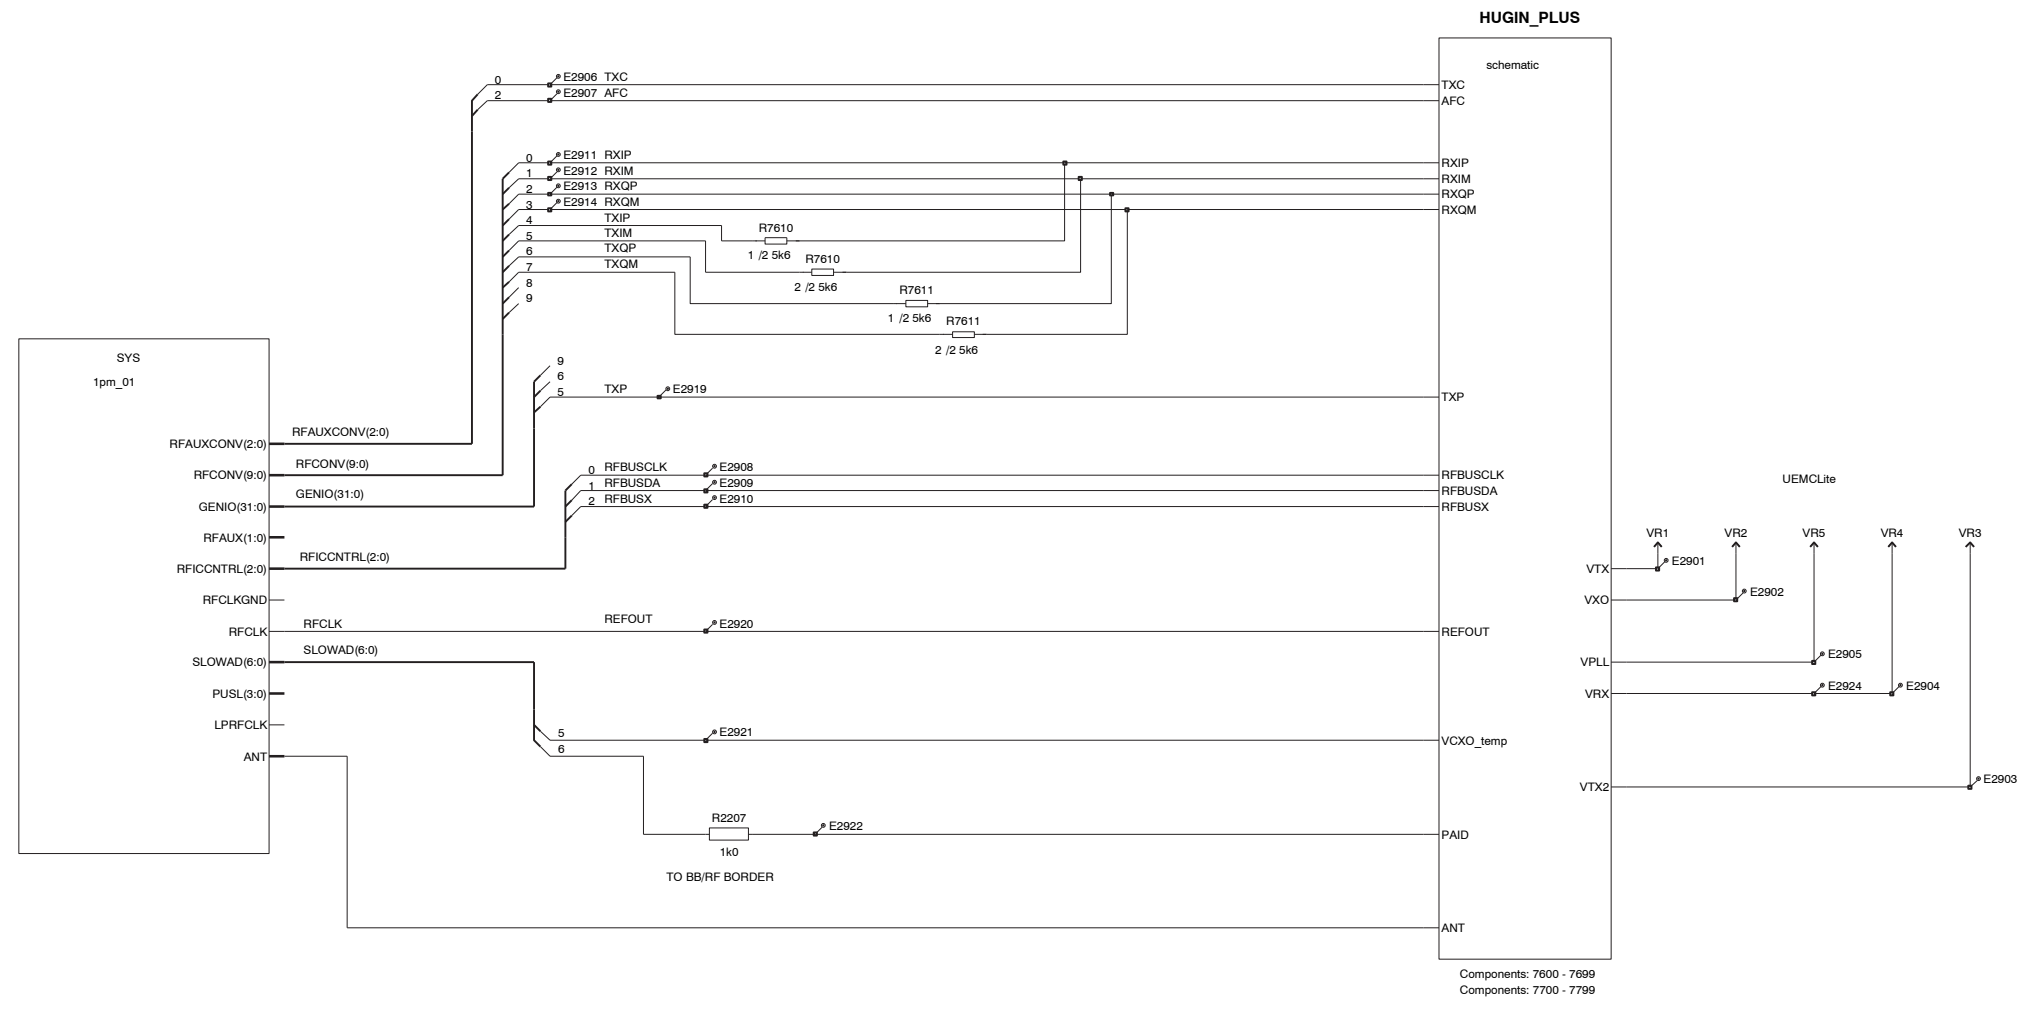 HUGIN_PLUS
schematic
0 E2906 TXC TXC
2 E2907 AFC AFC
0 E2911 RXIP RXIP
1 E2912 RXIM RXIM
2 E2913 RXQP RXQP
3 E2914 RXQM RXQM
4 TXIP
R7610
5 TXIM
1 /2 5k6
6 TXQP
R7610
7 TXQM
2 /2 5k6
8
R7611
9
1 /2 5k6
R7611
2 /2 5k6
SYS
1pm_01
9
6
5 TXP E2919 TXP
RFAUXCONV(2:0) RFAUXCONV(2:0)
RFCONV(9:0) RFCONV(9:0)
GENIO(31:0) GENIO(31:0)
RFAUX(1:0)
RFICCNTRL(2:0) RFICCNTRL(2:0)
0 RFBUSCLK E2908 RFBUSCLK
1 RFBUSDA E2909 RFBUSDA
2 RFBUSX E2910 RFBUSX
UEMCLite
VR1 VR2 VR5 VR4 VR3
VTX E2901
VXO E2902
RFCLKGND
RFCLK RFCLK REFOUT E2920 REFOUT
SLOWAD(6:0) SLOWAD(6:0)
VPLL E2905
VRX E2924 E2904
PUSL(3:0)
LPRFCLK
5 E2921 VCXO_temp
6
ANT
VTX2 E2903
R2207 E2922 PAID
1k0
TO BB/RF BORDER
ANT
Components: 7600 - 7699
Components: 7700 - 7799